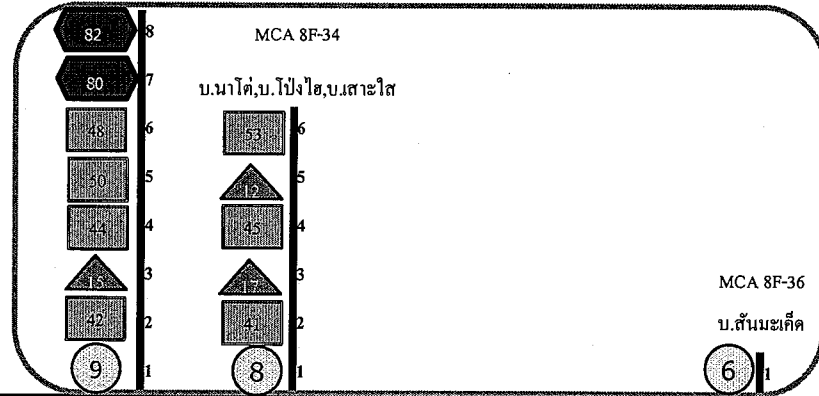 82 8 MCA 8F-34
80 7 บ.นาโต่,บ.โป่งไฮ,บ.เสาะใส
48 6 53 6
50 5 12 5
44 4 45 4
15 3 17 3 MCA 8F-36
42 2 41 2 บ.สันมะเค็ด
9 1 8 1 6 1